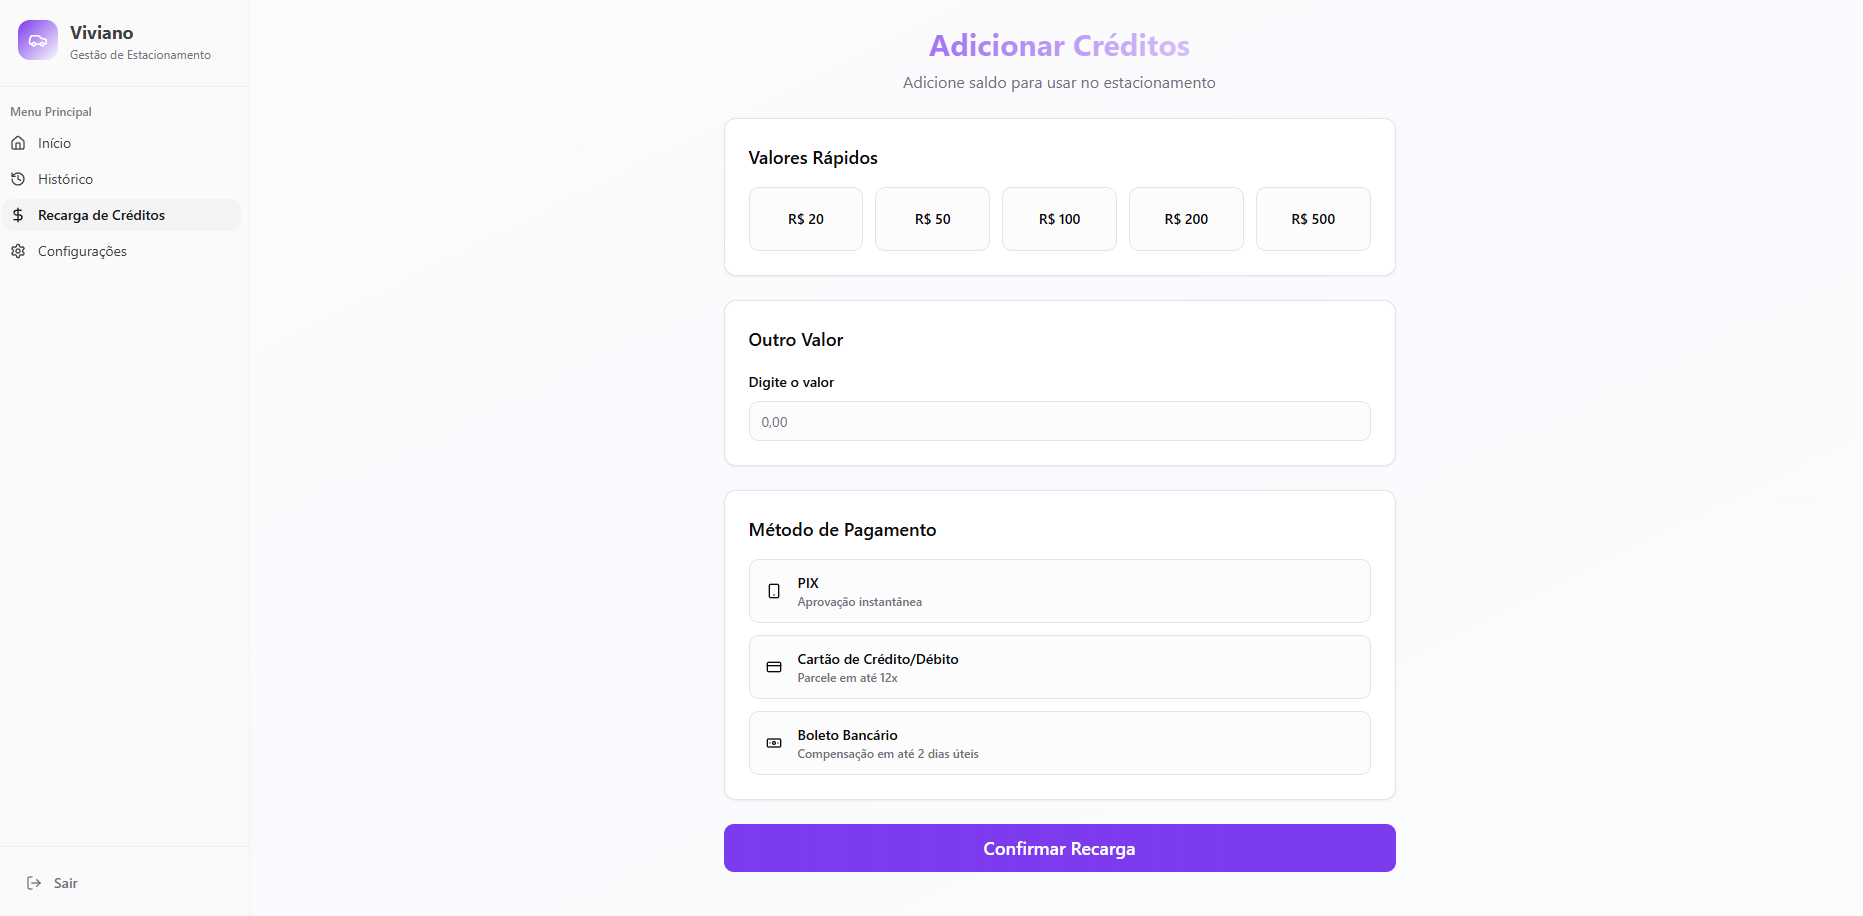 Viviano
Gestão de Estacionamento
Menu Principal
Início
Histórico
Recarga de Créditos
Configurações
Sair
Adicionar Créditos
Adicione saldo para usar no estacionamento
Valores Rápidos
R$ 20
R$ 50
R$ 100
R$ 200
R$ 500
Outro Valor
Digite o valor
0,00
Método de Pagamento
PIX
Aprovação instantânea
Cartão de Crédito/Débito
Parcele em até 12x
Boleto Bancário
Compensação em até 2 dias úteis
Confirmar Recarga